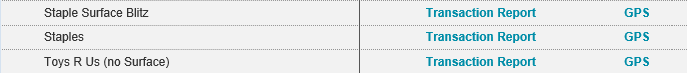 Staple Surface Blitz Transaction Report GPS
Staples Transaction Report GPS
Toys R Us (no Surface) Transaction Report GPS